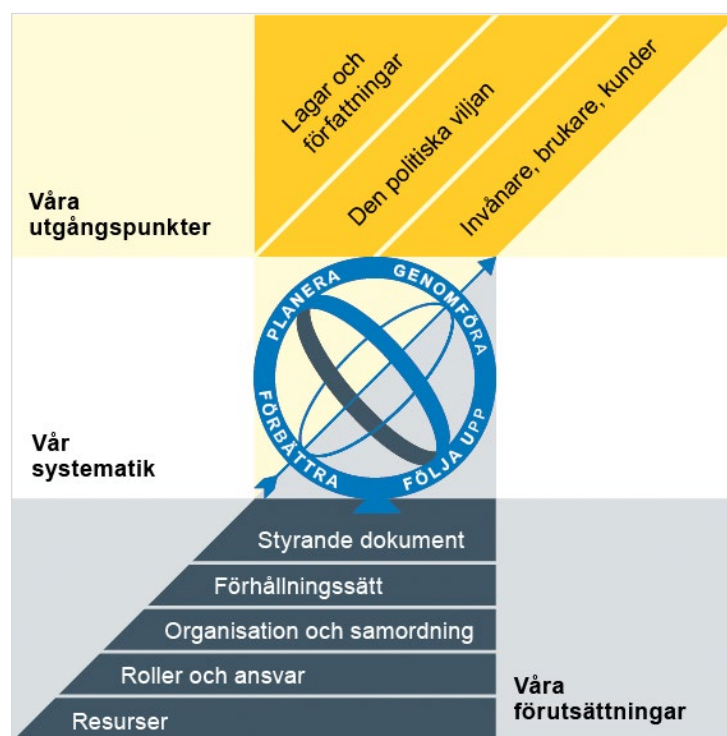 Lagar och
författningar
Den politiska viljan
Invånare, brukare, kunder
Våra
utgångspunkter
PLANERA
GENOMFÖRA
FÖRBÄTTRA
FÖLJA UPP
Vår
systematik
Styrande dokument
Förhållningssätt
Organisation och samordning
Roller och ansvar
Resurser
Våra
förutsättningar